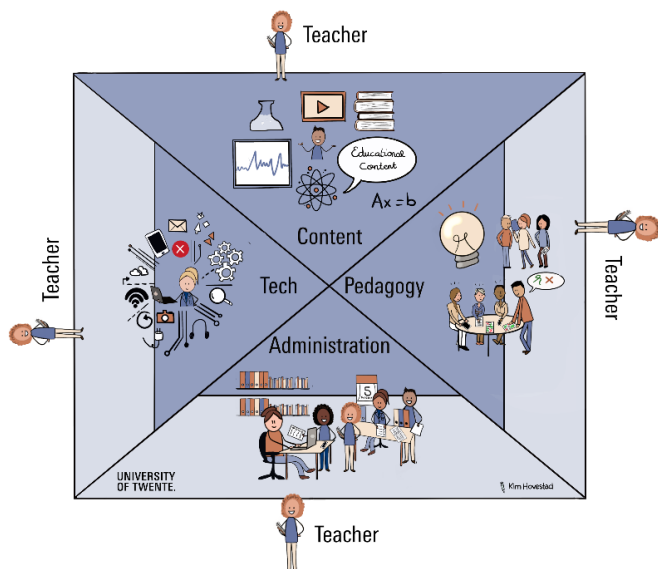 Teacher
Educational
Content
Ax=b
Content
Teacher
Tech
Pedagogy
Teacher
Administration
5
UNIVERSITY
OF TWENTE.
Kim Hovestad
Teacher